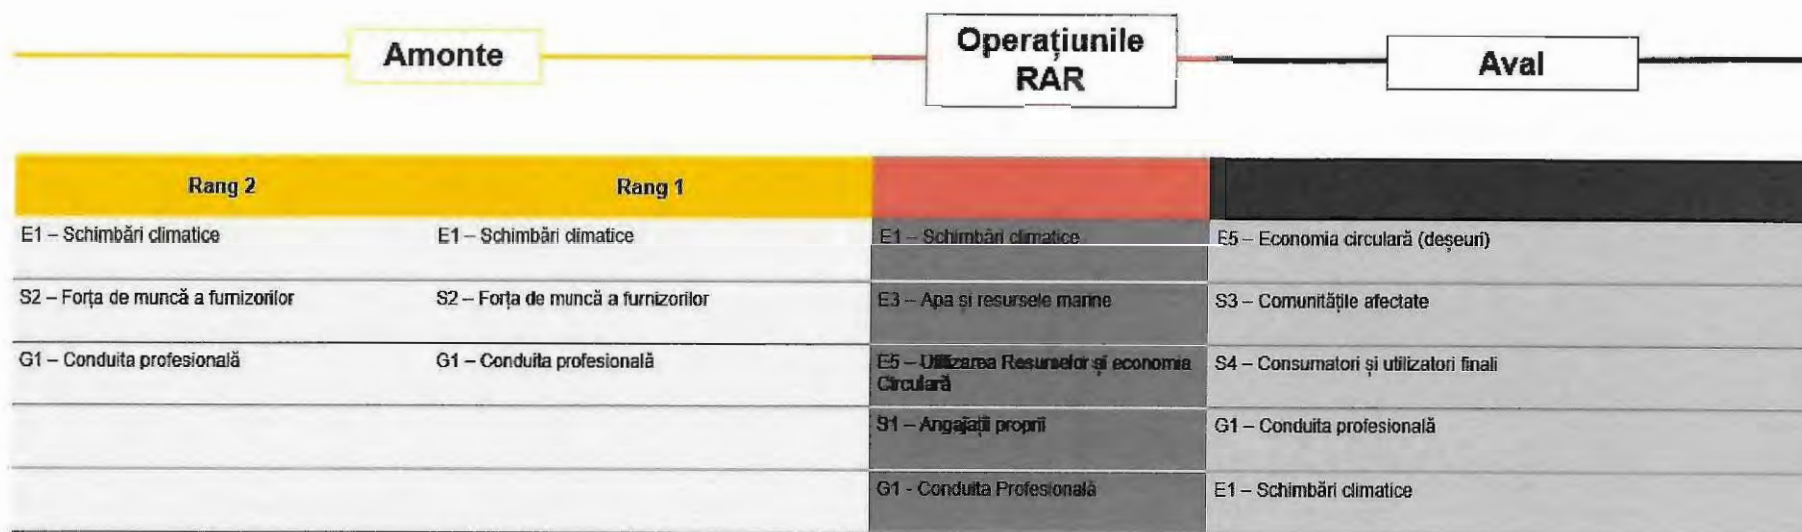 Amonte
Operațiunile
RAR
Aval
Rang 2
Rang 1
E1 – Schimbări climatice
E1 – Schimbări climatice
E1 – Schimbări climatice
E5 – Economia circulară (deșeuri)
S2 – Forța de muncă a furnizorilor
S2 – Forța de muncă a furnizorilor
E3 – Apa și resursele marine
S3 – Comunitățile afectate
G1 – Conduita profesională
G1 – Conduita profesională
E5 – Utilizarea Resurselor și economia
Circulară
S4 – Consumatori și utilizatori finali
S1 – Angajații proprii
G1 – Conduita profesională
G1 - Conduita Profesională
E1 – Schimbări climatice